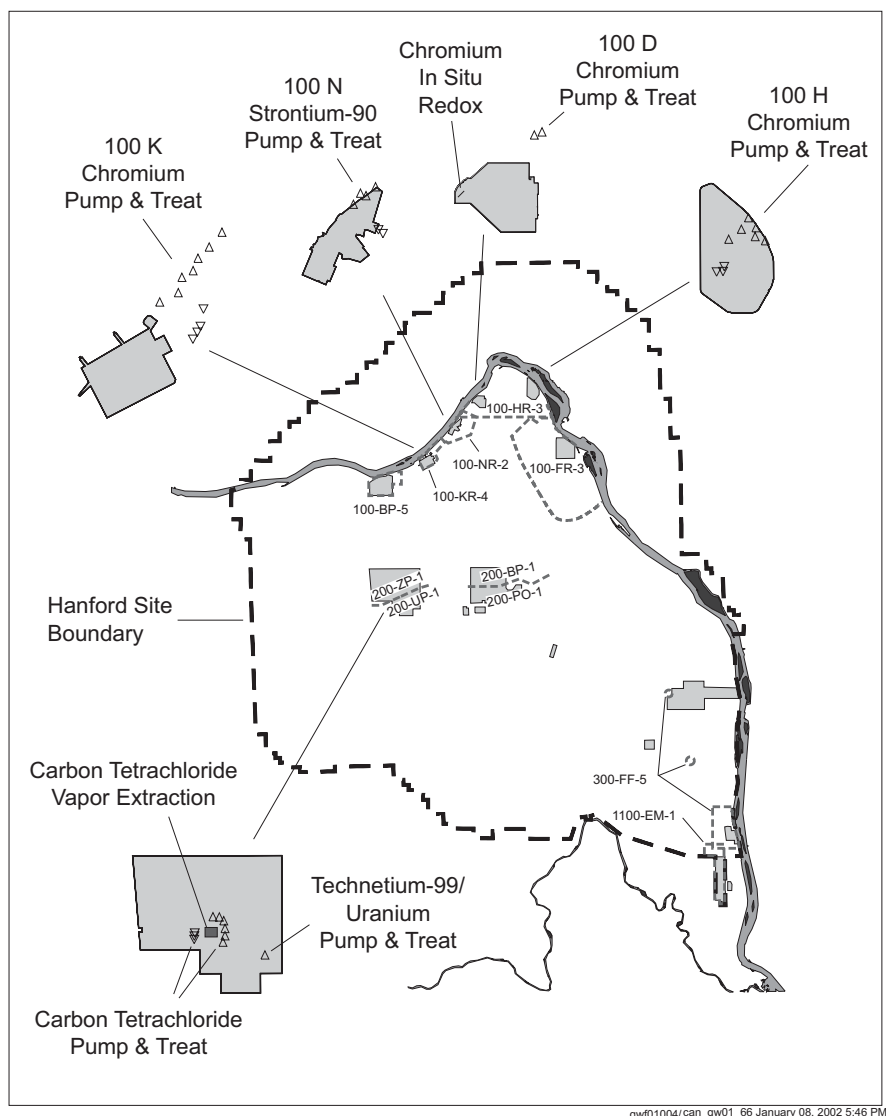 Chromium
In Situ
Redox
100 D
Chromium
Pump & Treat
100 N
Strontium-90
Pump & Treat
100 H
Chromium
Pump & Treat
100 K
Chromium
Pump & Treat
100-HR-3
100-NR-2
100-FR-3
100-KR-4
100-BP-5
200-ZP-1
200-UP-1
200-BP-1
200-PO-1
Hanford Site
Boundary
300-FF-5
1100-EM-1
Carbon Tetrachloride
Vapor Extraction
Technetium-99/
Uranium
Pump & Treat
Carbon Tetrachloride
Pump & Treat
gwf01004/can_gw01_66 January 08, 2002 5:46 PM